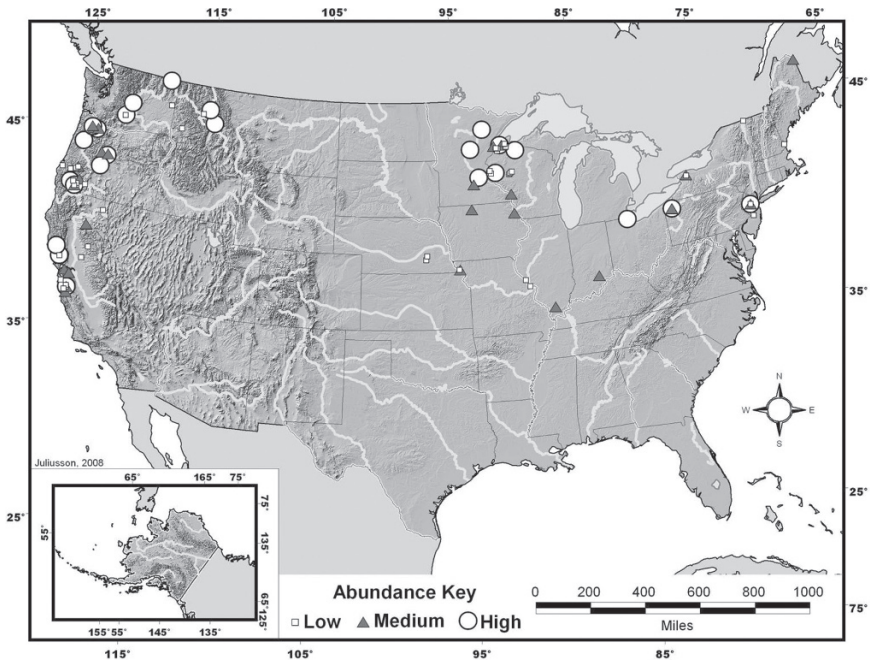 125° 115° 95° 85° 75° 65°
45° 45°
35° 35°
25° 25°
75°
N
W E
S
Juliusson, 2008
65° 165° 75°
75°
55° 135°
65° 125°
155° 55° 145° 135°
Abundance Key
Low Medium High
0 200 400 600 800 1000
Miles
115° 105° 95° 85°